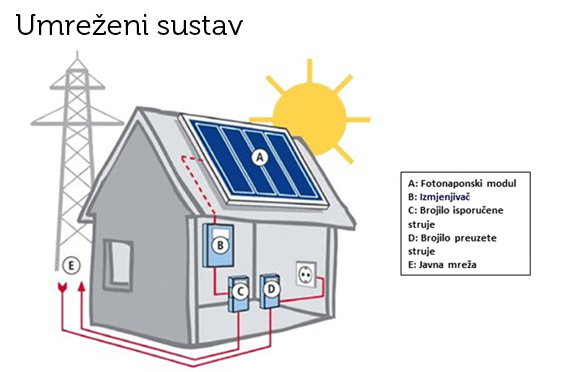 Umreženi sustav
A
B
C
D
E
A: Fotonaponski modul
B: Izmjenjivač
C: Brojilo isporučene
struje
D: Brojilo preuzete
struje
E: Javna mreža